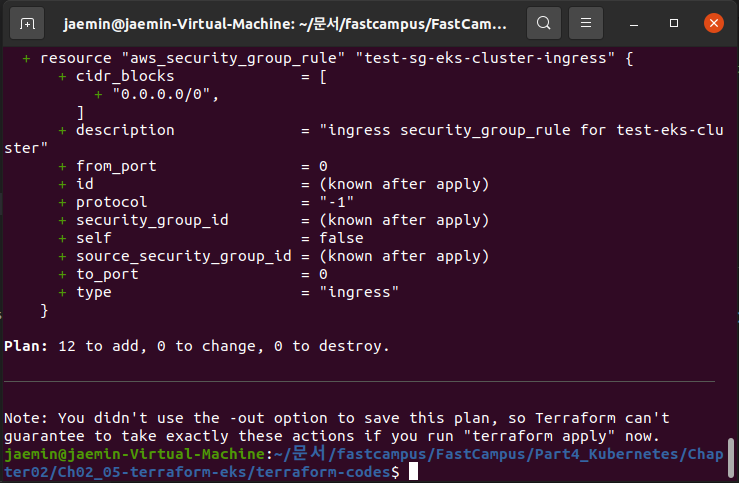 jaemin@jaemin-Virtual-Machine: ~/문서/fastcampus/FastCam...
+ resource "aws_security_group_rule" "test-sg-eks-cluster-ingress" {
+ cidr_blocks = [
+ "0.0.0.0/0",
]
+ description = "ingress security_group_rule for test-eks-clu
ster"
+ from_port = 0
+ id = (known after apply)
+ protocol = "-1"
+ security_group_id = (known after apply)
+ self = false
+ source_security_group_id = (known after apply)
+ to_port = 0
+ type = "ingress"
}
Plan: 12 to add, 0 to change, 0 to destroy.
Note: You didn't use the -out option to save this plan, so Terraform can't
guarantee to take exactly these actions if you run "terraform apply" now.
jaemin@jaemin-Virtual-Machine:~/문서/fastcampus/FastCampus/Part4_Kubernetes/Chap
ter02/Ch02_05-terraform-eks/terraform-codes$